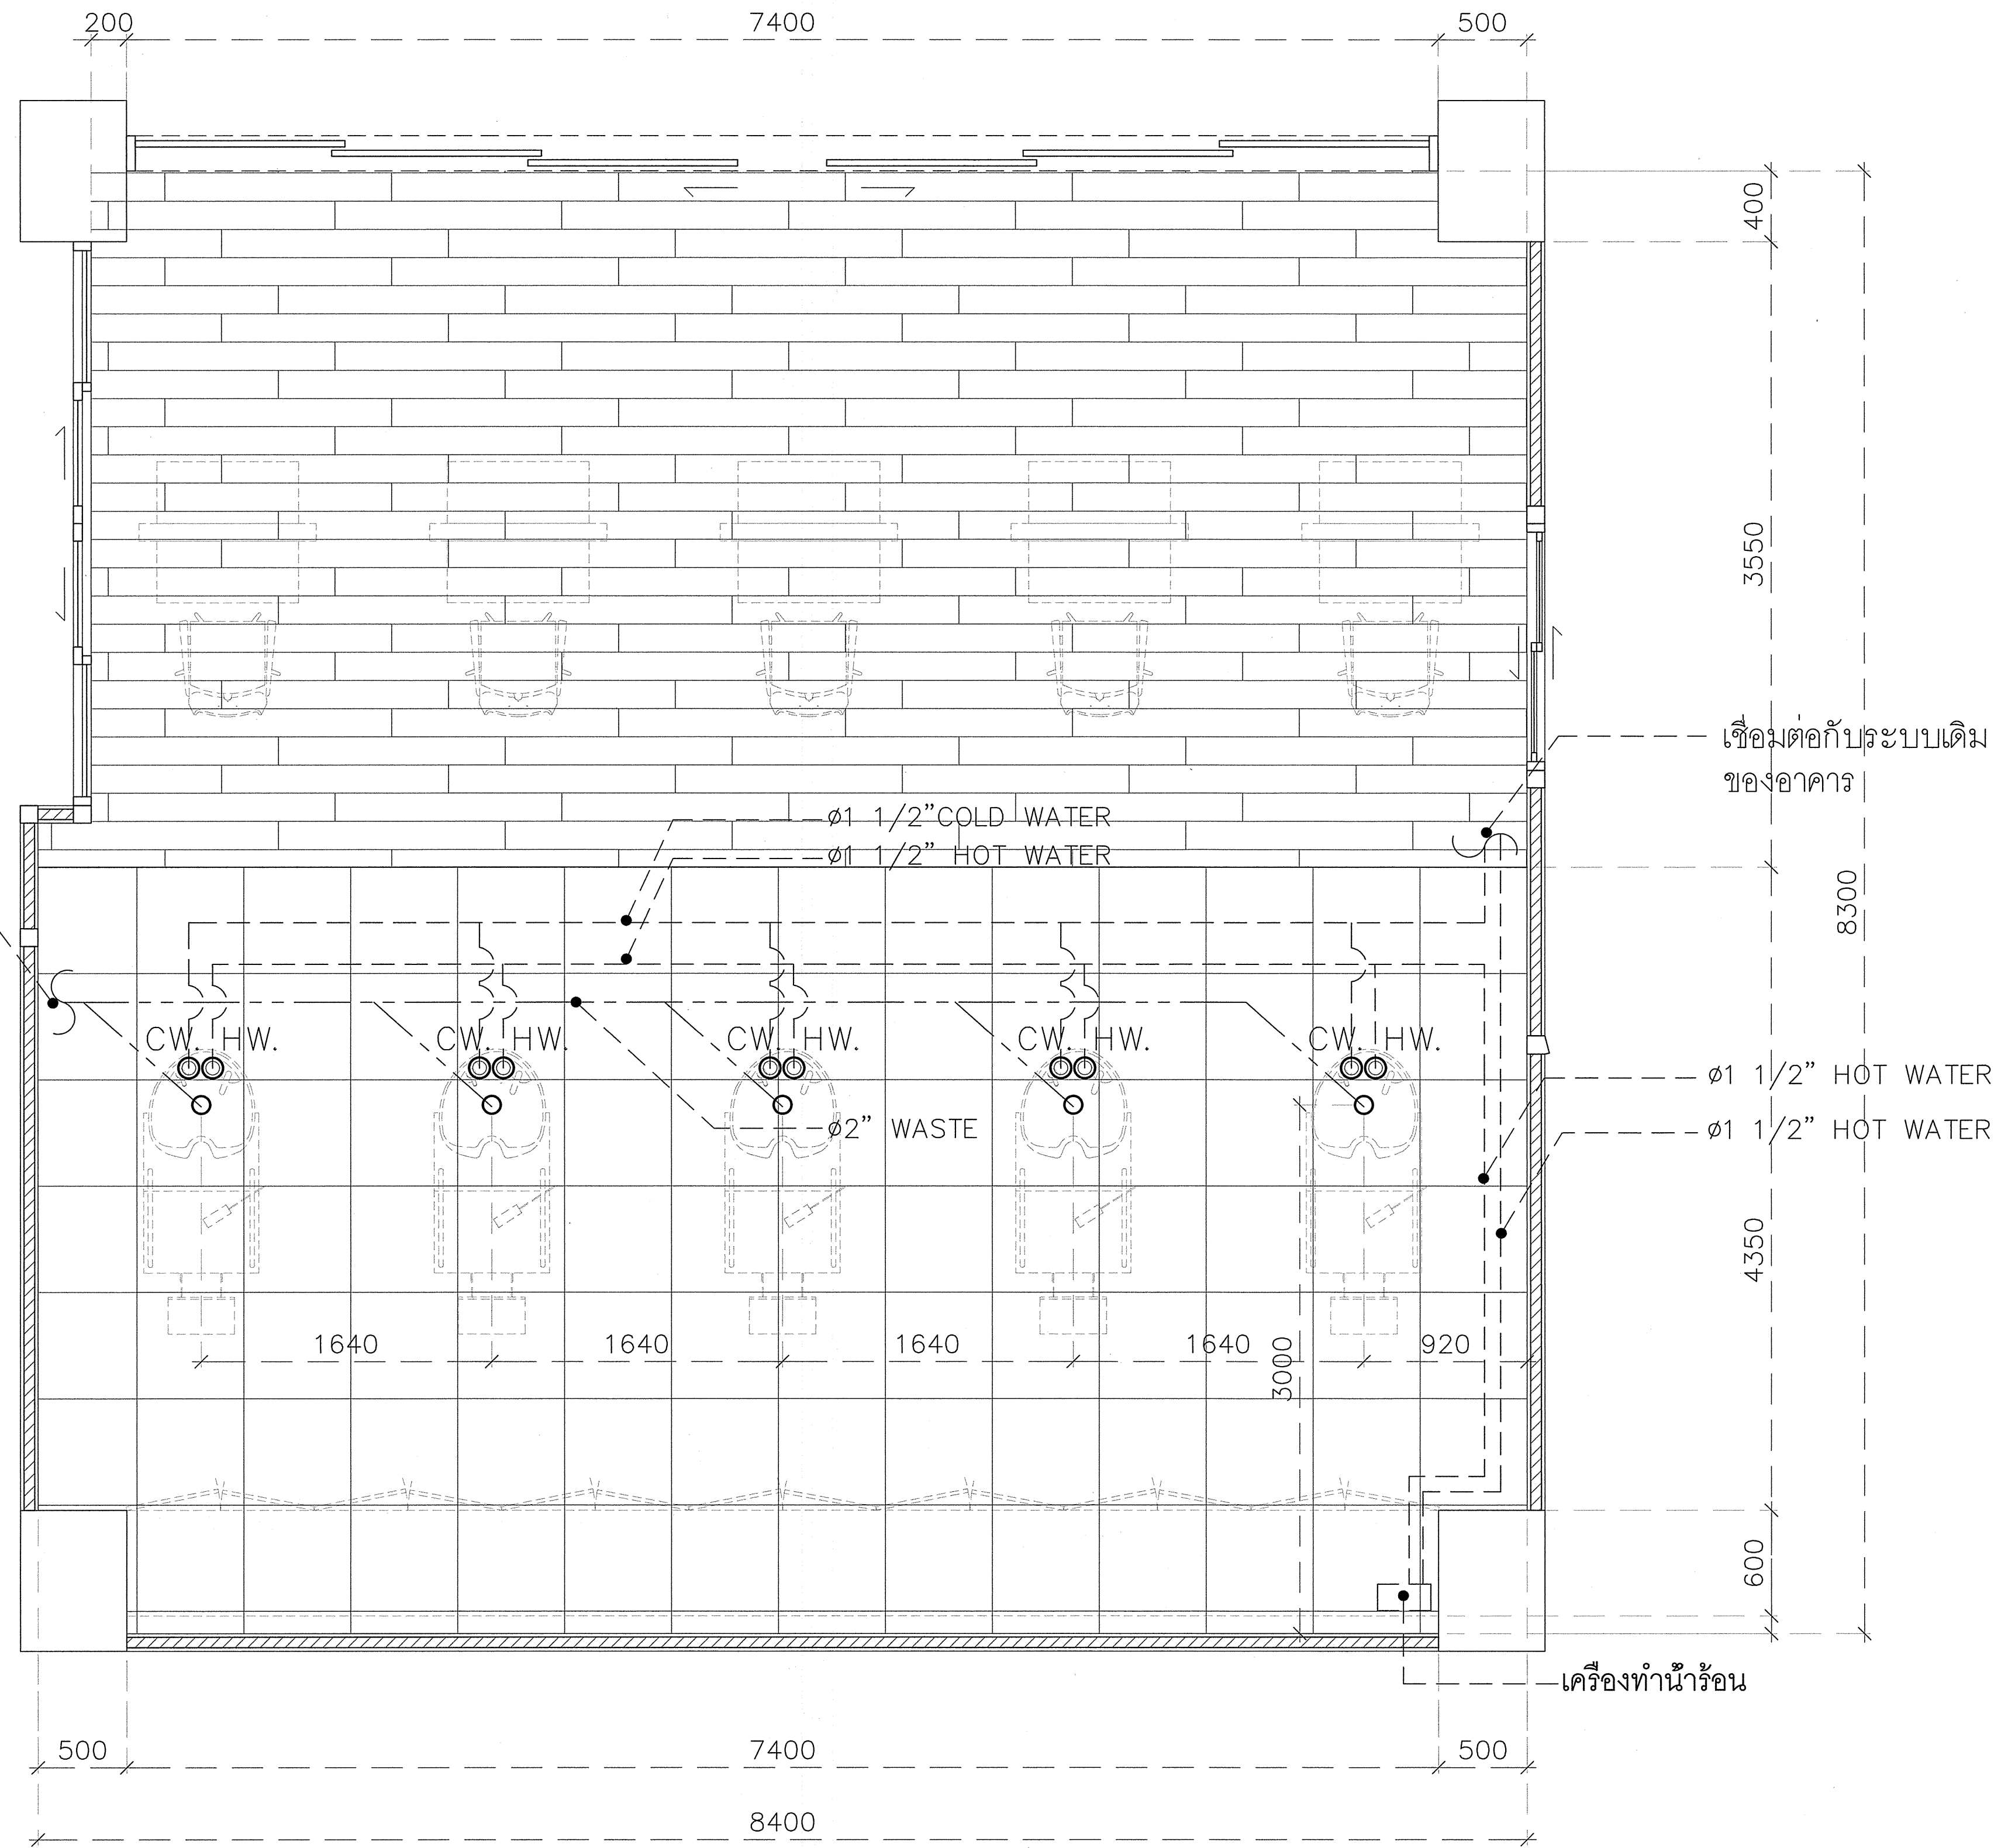 200
7400
500
400
3550
เชื่อมต่อกับระบบเดิม
ของอาคาร
ø1 1/2” COLD WATER
ø1 1/2” HOT WATER
8300
CW. HW.
CW. HW.
CW. HW.
CW. HW.
CW. HW.
ø1 1/2” HOT WATER
ø2” WASTE
ø1 1/2” HOT WATER
4350
1640
1640
1640
1640
920
3000
600
เครื่องทำน้ำร้อน
500
7400
500
8400